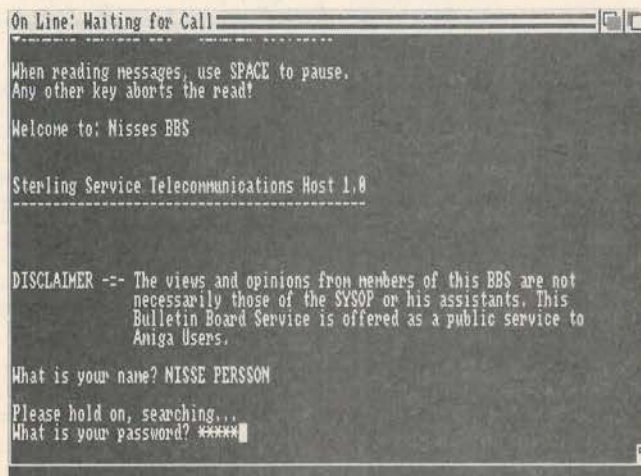 On Line: Waiting for Call
When reading messages, use SPACE to pause.
Any other key aborts the read!
Welcome to: Nisses BBS
Sterling Service Telecommunications Host 1.0
--------------------------------------------
DISCLAIMER -=- The views and opinions from members of this BBS are not
necessarily those of the SYSOP or his assistants. This
Bulletin Board Service is offered as a public service to
Amiga Users.
What is your name? NISSE PERSSON
Please hold on, searching...
What is your password? *****